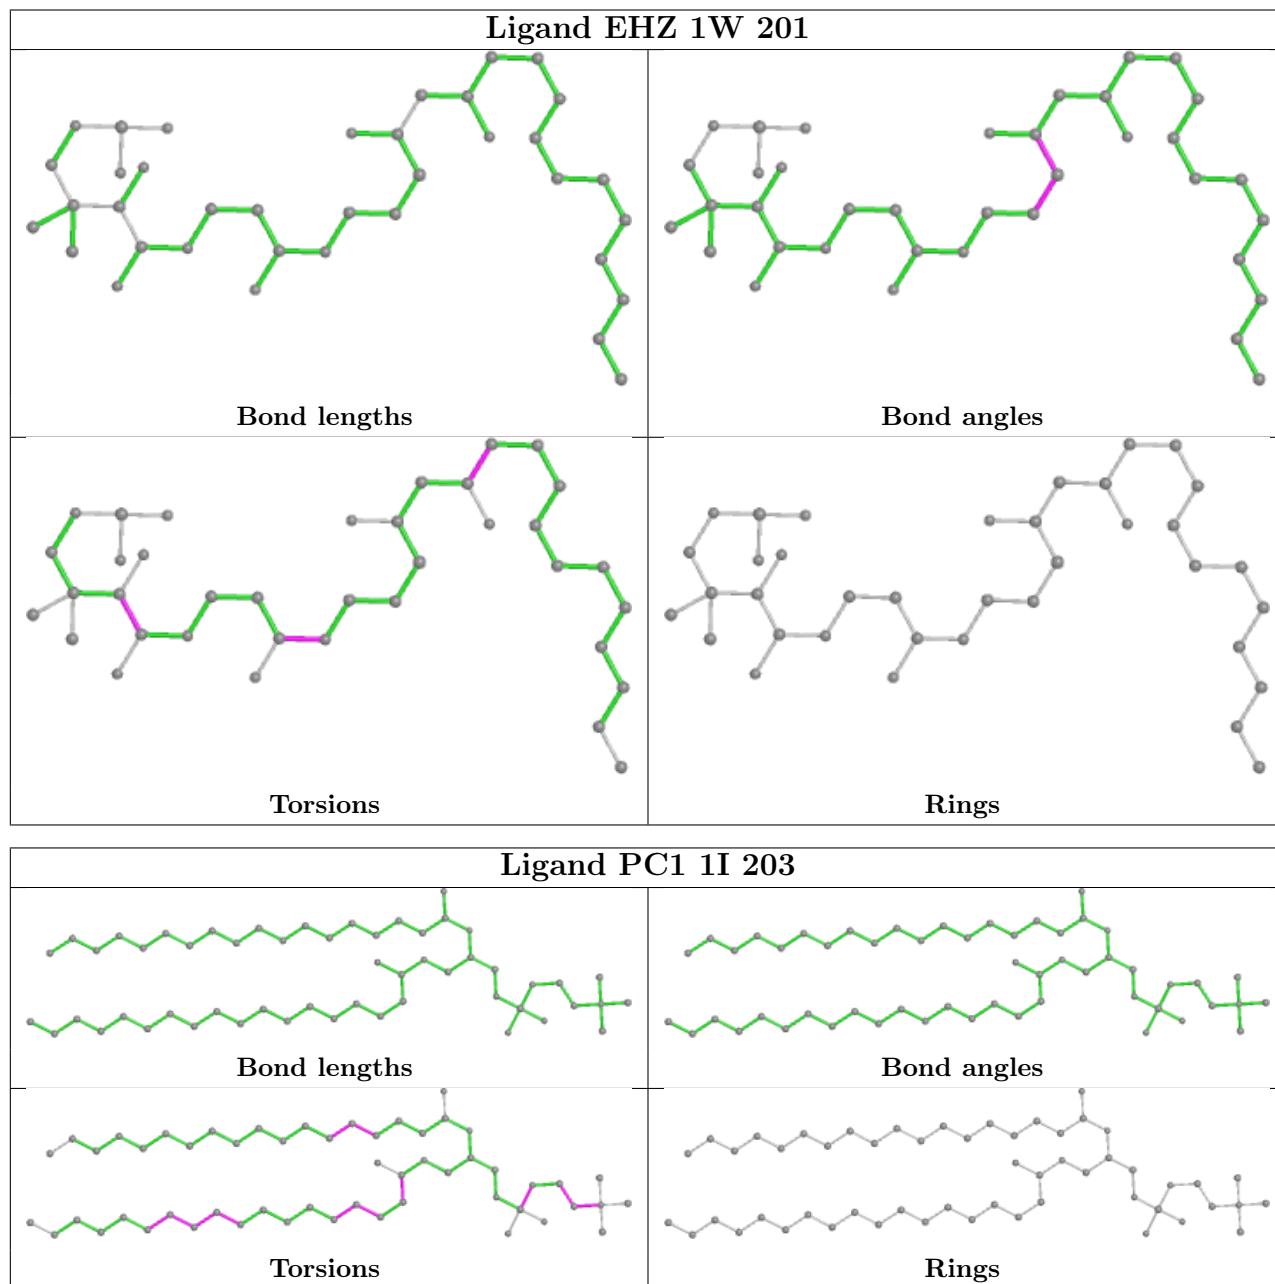 Ligand EHZ 1W 201
Bond lengths
Bond angles
Torsions
Rings
Ligand PC1 1I 203
Bond lengths
Bond angles
Torsions
Rings